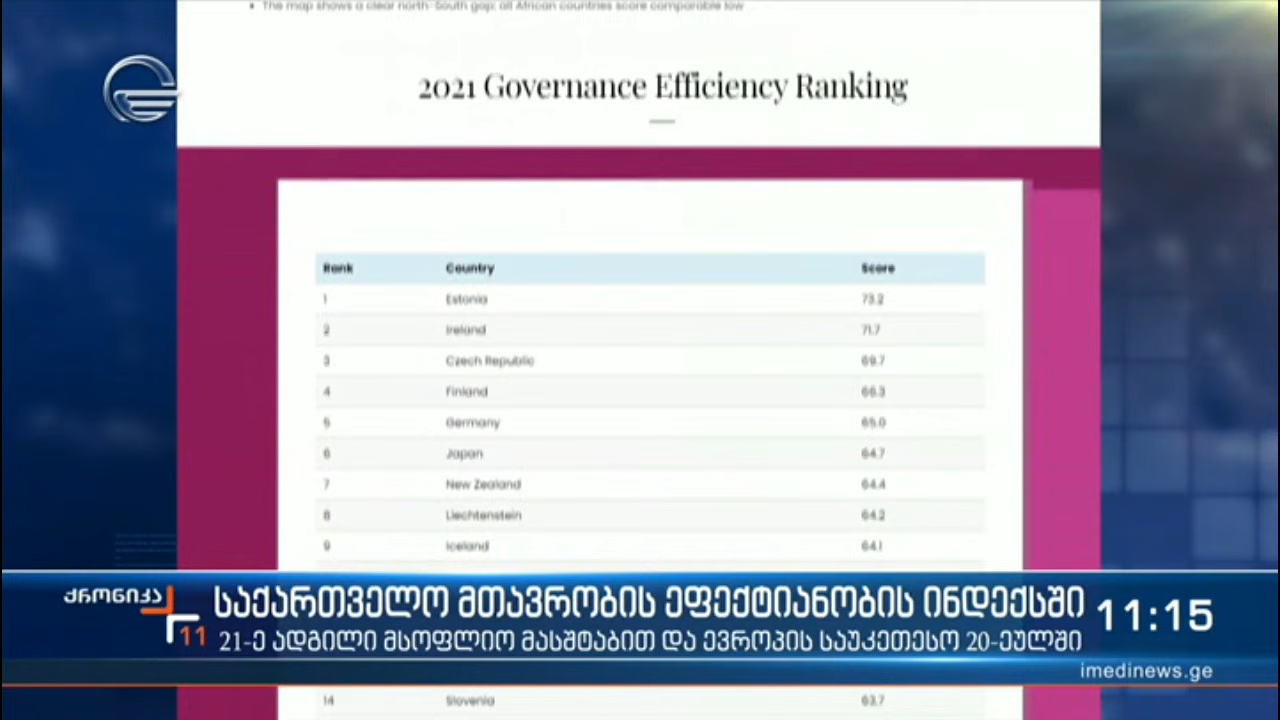 • The map shows a clear north-South gap: all African countries score comparable low
2021 Governance Efficiency Ranking
Rank Country Score
1 Estonia 73.2
2 Ireland 71.7
3 Czech Republic 69.7
4 Finland 66.3
5 Germany 65.0
6 Japan 64.7
7 New Zealand 64.4
8 Liechtenstein 64.2
9 Iceland 64.1
ქრონიკა 11
საქართველო მთავრობის ეფექტიანობის ინდექსში
11:15
21-ე ადგილი მსოფლიო მასშტაბით და ევროპის საუკეთესო 20-ეულში
imedinews.ge
14 Slovenia 63.7